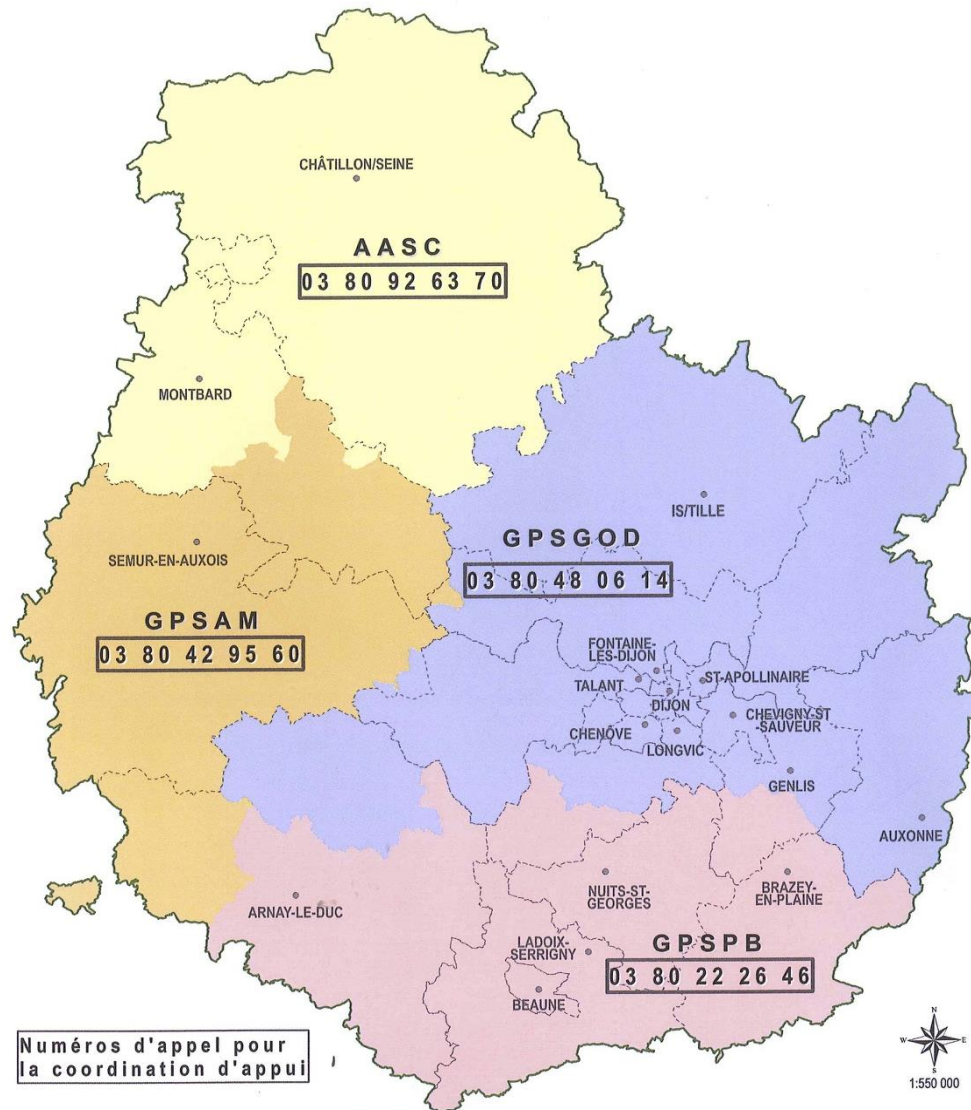 CHÂTILLON/SEINE
AASC
03 80 92 63 70
MONTBARD
IS/TILLE
GPSGOD
03 80 48 06 14
SEMUR-EN-AUXOIS
GPSAM
03 80 42 95 60
FONTAINE-
LES-DIJON
TALANT
ST-APOLLINAIRE
DIJON
CHENÔVE
LONGVIC
CHEVIGNY-ST
-SAUVEUR
GENLIS
AUXONNE
ARNAY-LE-DUC
NUITS-ST-
GEORGES
BRAZEY-
EN-PLAINE
LADOIX-
SERRIGNY
GPSPB
03 80 22 26 46
BEAUNE
Numéros d'appel pour
la coordination d'appui
N
W E
S
1:550 000